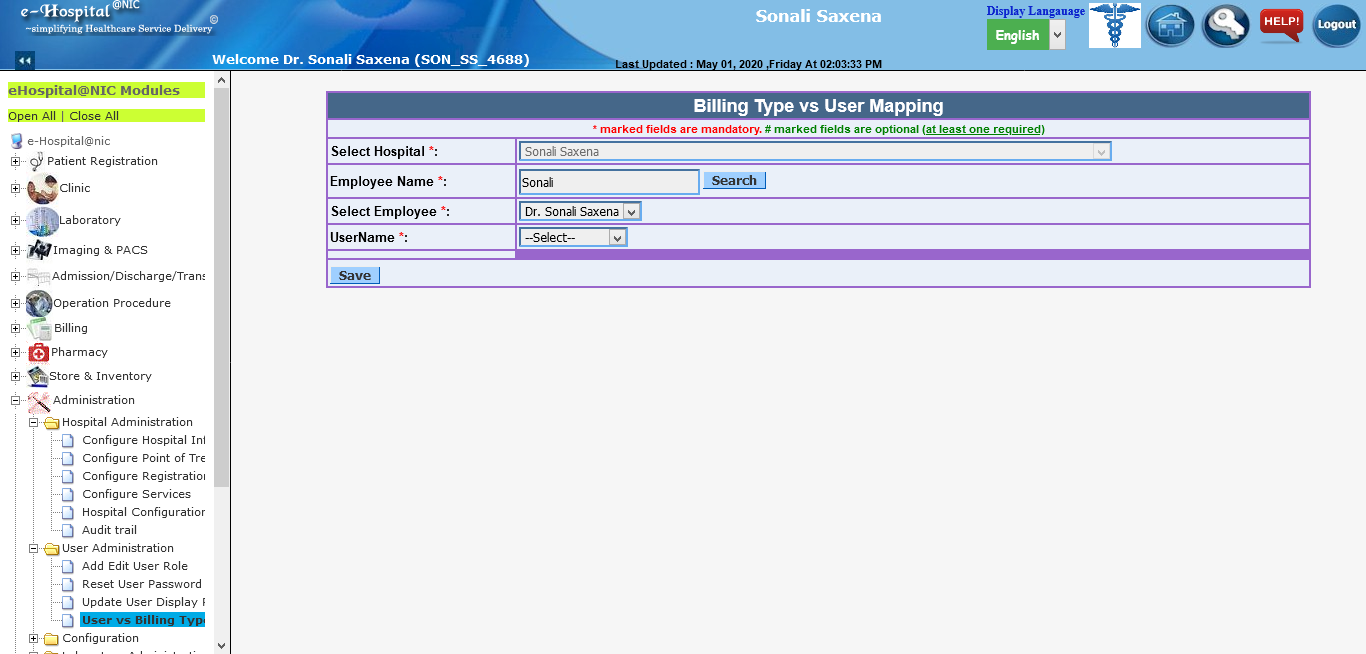 e-Hospital@NIC
©
~simplifying Healthcare Service Delivery
Sonali Saxena
Display Langauage
English
HELP!
Logout
Welcome Dr. Sonali Saxena (SON_SS_4688)
Last Updated : May 01, 2020 ,Friday At 02:03:33 PM
eHospital@NIC Modules
Open All | Close All
e-Hospital@nic
Patient Registration
Clinic
Laboratory
Imaging & PACS
Admission/Discharge/Trans
Operation Procedure
Billing
Pharmacy
Store & Inventory
Administration
Hospital Administration
Configure Hospital Inf
Configure Point of Tre
Configure Registration
Configure Services
Hospital Configuration
Audit trail
User Administration
Add Edit User Role
Reset User Password
Update User Display
User vs Billing Type
Configuration
Billing Type vs User Mapping
* marked fields are mandatory. # marked fields are optional (at least one required)
Select Hospital *:
Sonali Saxena
Employee Name *:
Sonali
Search
Select Employee *:
Dr. Sonali Saxena
UserName *:
--Select--
Save